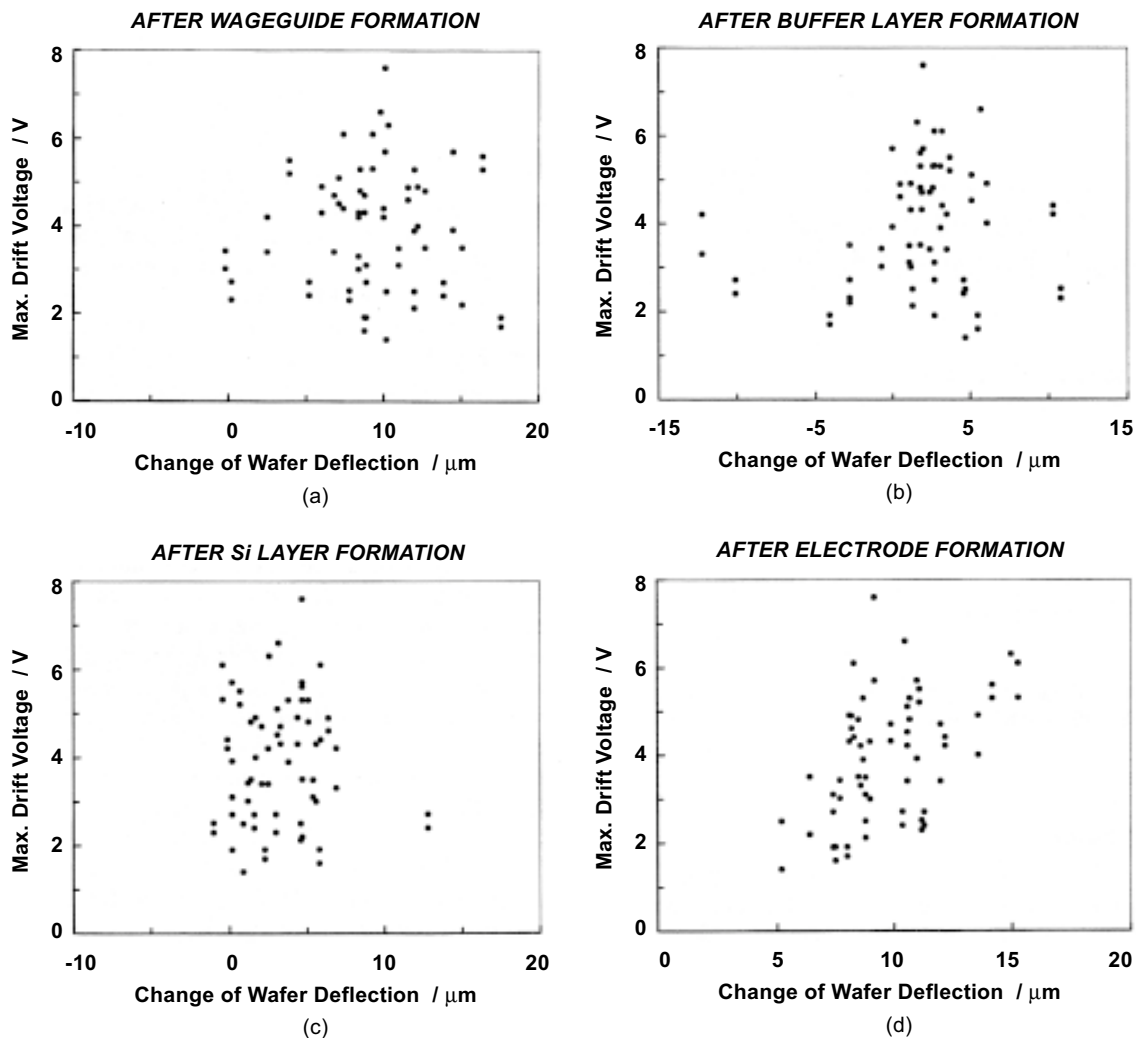 AFTER WAGEGUIDE FORMATION
8
6
4
2
0
-10
0
10
20
Max. Drift Voltage / V
Change of Wafer Deflection / μm
(a)
AFTER BUFFER LAYER FORMATION
8
6
4
2
0
-15
-5
5
15
Max. Drift Voltage / V
Change of Wafer Deflection / μm
(b)
AFTER Si LAYER FORMATION
8
6
4
2
0
-10
0
10
20
Max. Drift Voltage / V
Change of Wafer Deflection / μm
(c)
AFTER ELECTRODE FORMATION
8
6
4
2
0
0
5
10
15
20
Max. Drift Voltage / V
Change of Wafer Deflection / μm
(d)